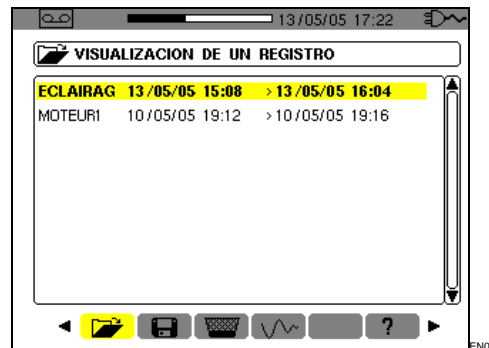 13/05/05 17:22
VISUALIZACION DE UN REGISTRO
ECLAIRAG 13/05/05 15:08 >13/05/05 16:04
MOTEUR1 10/05/05 19:12 >10/05/05 19:16
?